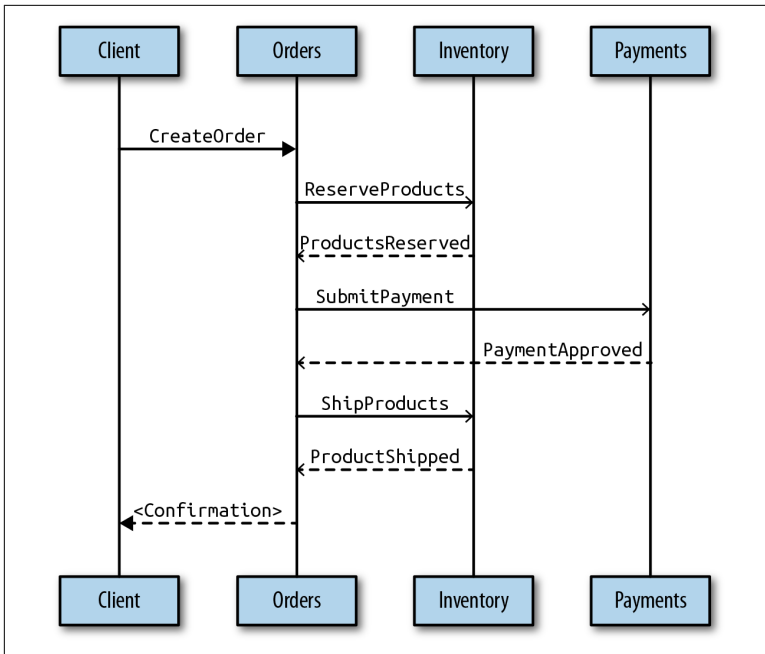 Client Orders Inventory Payments
CreateOrder
ReserveProducts
ProductsReserved
SubmitPayment
PaymentApproved
ShipProducts
ProductShipped
<Confirmation>
Client Orders Inventory Payments